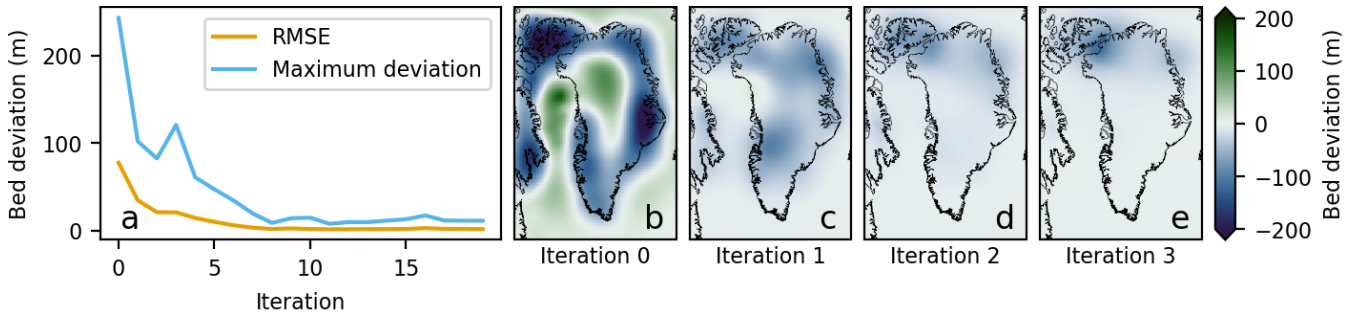 Bed deviation (m)
200
100
0
0
5
10
15
Iteration
RMSE
Maximum deviation
a
b
Iteration 0
c
Iteration 1
d
Iteration 2
e
Iteration 3
200
100
0
−100
−200
Bed deviation (m)